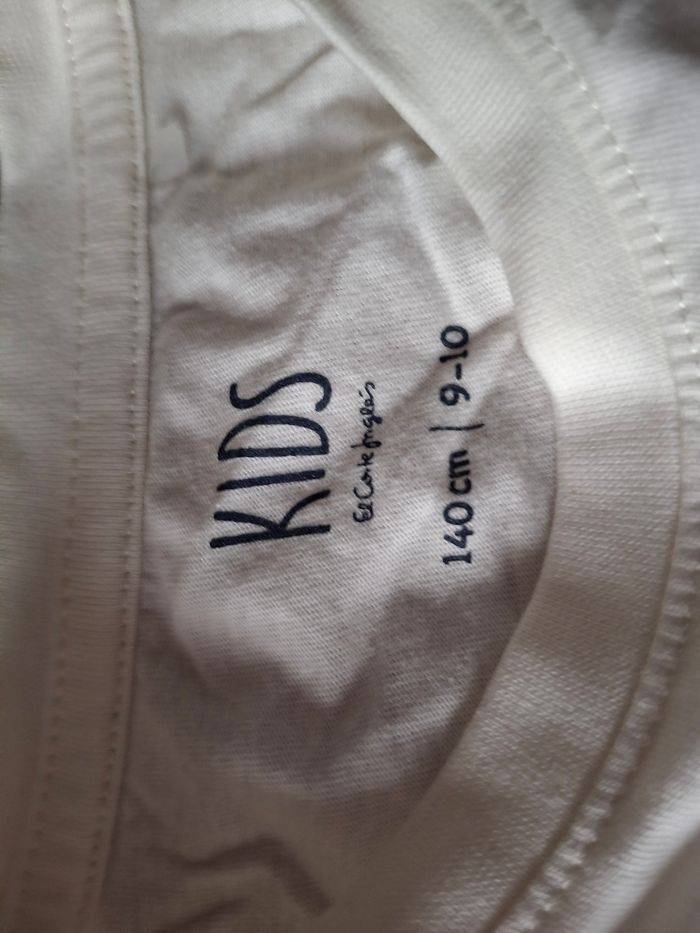 KIDS
El Corte Inglés
140 cm | 9-10